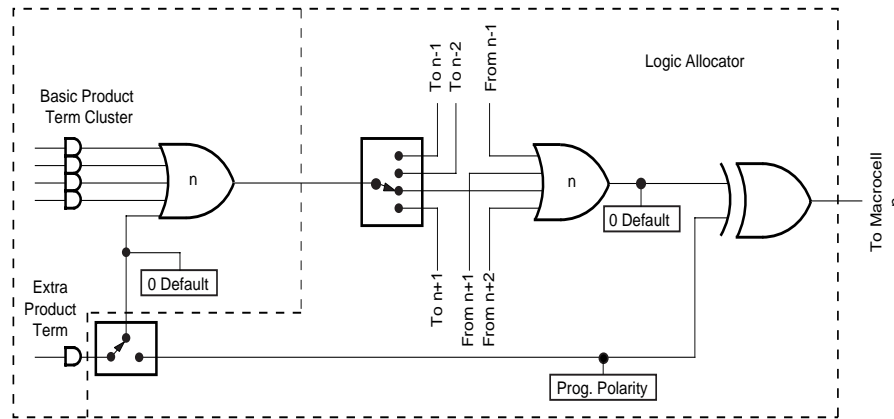 To n-1
To n-2
From n-1
Logic Allocator
Basic Product
Term Cluster
n
n
0 Default
To Macrocell
n
0 Default
Extra
Product
Term
To n+1
From n+1
From n+2
Prog. Polarity